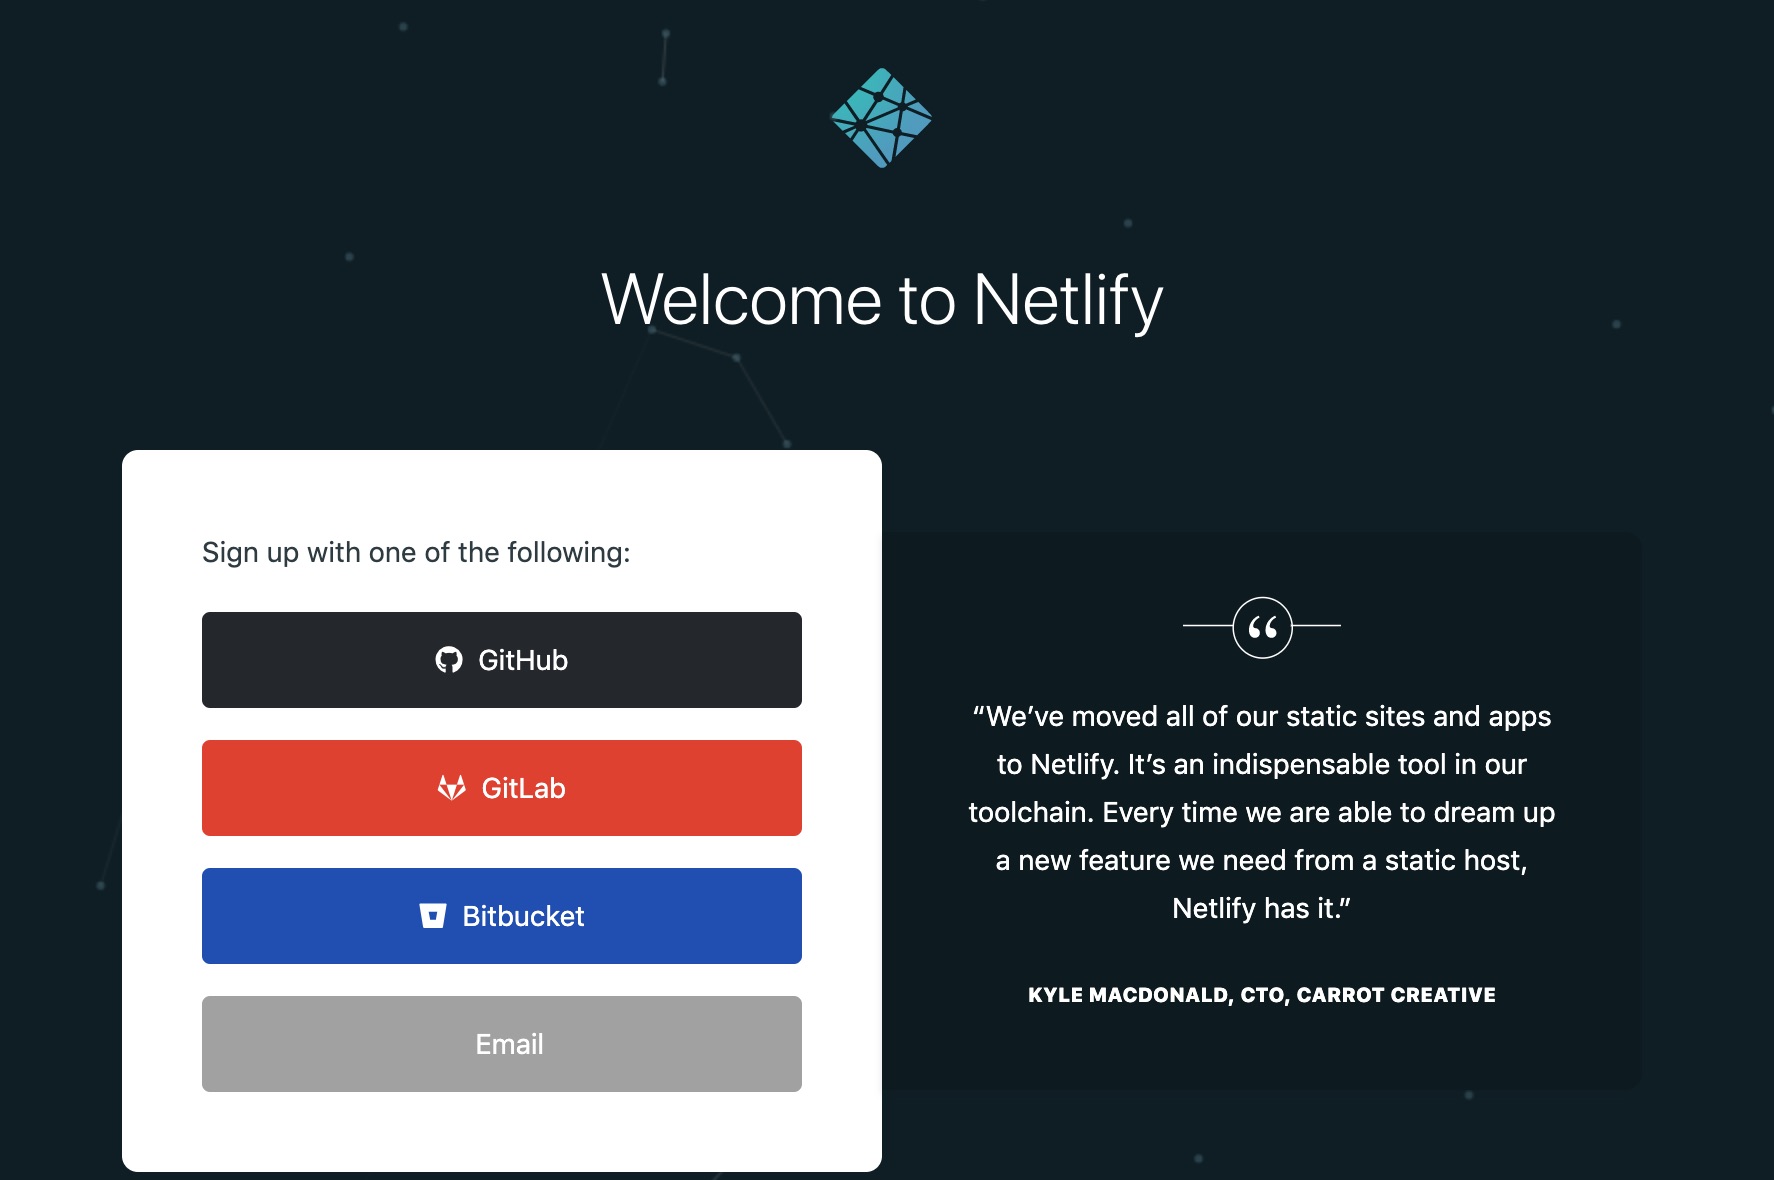 Welcome to Netlify
Sign up with one of the following:
GitHub
GitLab
Bitbucket
Email
“We’ve moved all of our static sites and apps
to Netlify. It’s an indispensable tool in our
toolchain. Every time we are able to dream up
a new feature we need from a static host,
Netlify has it.”
KYLE MACDONALD, CTO, CARROT CREATIVE